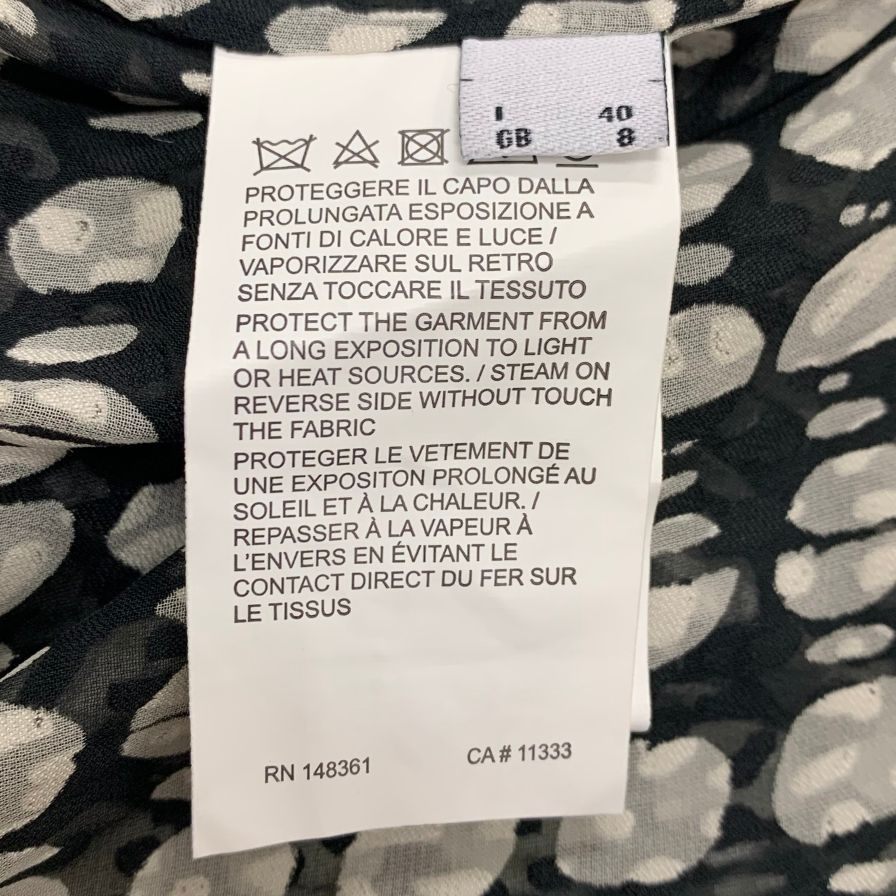 I 40
GB 8
PROTEGGERE IL CAPO DALLA
PROLUNGATA ESPOSIZIONE A
FONTI DI CALORE E LUCE /
VAPORIZZARE SUL RETRO
SENZA TOCCARE IL TESSUTO
PROTECT THE GARMENT FROM
A LONG EXPOSITION TO LIGHT
OR HEAT SOURCES. / STEAM ON
REVERSE SIDE WITHOUT TOUCH
THE FABRIC
PROTEGER LE VETEMENT DE
UNE EXPOSITON PROLONGÉ AU
SOLEIL ET À LA CHALEUR. /
REPASSER À LA VAPEUR À
L'ENVERS EN ÉVITANT LE
CONTACT DIRECT DU FER SUR
LE TISSUS
RN 148361 CA # 11333